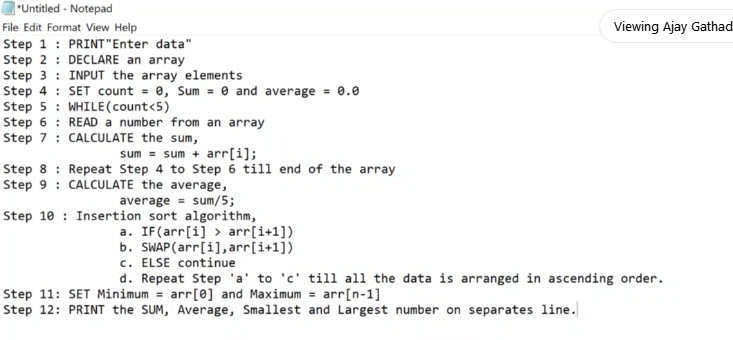 *Untitled - Notepad
File Edit Format View Help
Viewing Ajay Gathad
Step 1 : PRINT"Enter data"
Step 2 : DECLARE an array
Step 3 : INPUT the array elements
Step 4 : SET count = 0, Sum = 0 and average = 0.0
Step 5 : WHILE(count<5)
Step 6 : READ a number from an array
Step 7 : CALCULATE the sum,
sum = sum + arr[i];
Step 8 : Repeat Step 4 to Step 6 till end of the array
Step 9 : CALCULATE the average,
average = sum/5;
Step 10 : Insertion sort algorithm,
a. IF(arr[i] > arr[i+1])
b. SWAP(arr[i],arr[i+1])
c. ELSE continue
d. Repeat Step 'a' to 'c' till all the data is arranged in ascending order.
Step 11: SET Minimum = arr[0] and Maximum = arr[n-1]
Step 12: PRINT the SUM, Average, Smallest and Largest number on separates line.